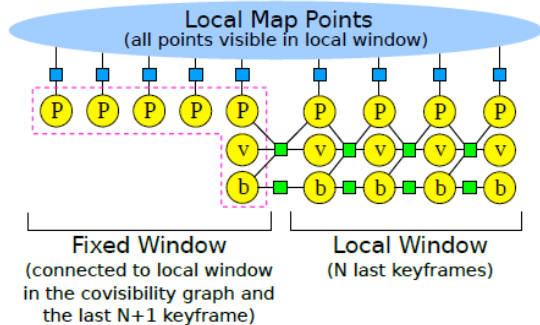 Local Map Points
(all points visible in local window)
P P P P P P P P P
v v v v v
b b b b b
Fixed Window
(connected to local window
in the covisibility graph and
the last N+1 keyframe)
Local Window
(N last keyframes)